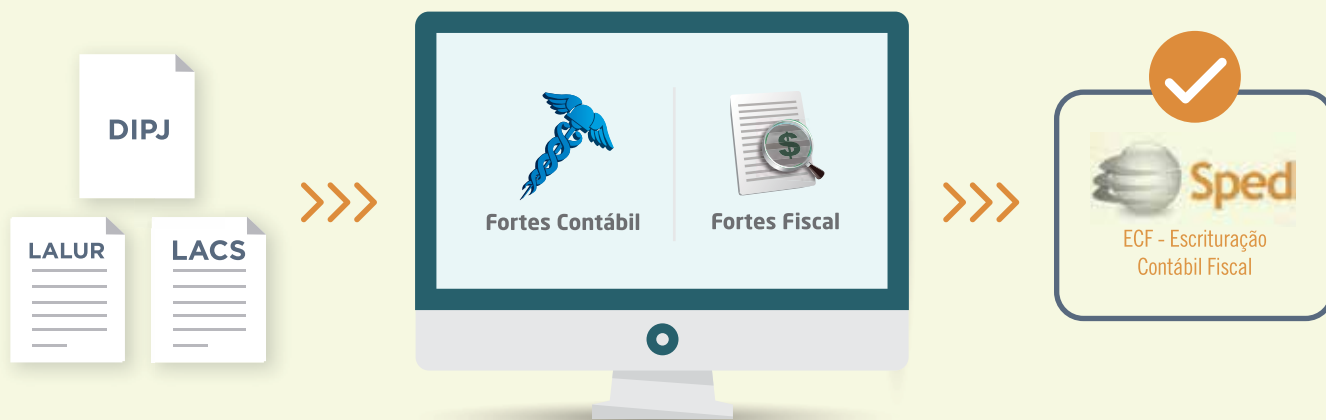 DIPJ
LALUR
LACS
Fortes Contábil
Fortes Fiscal
$
Sped
ECF - Escrituração
Contábil Fiscal